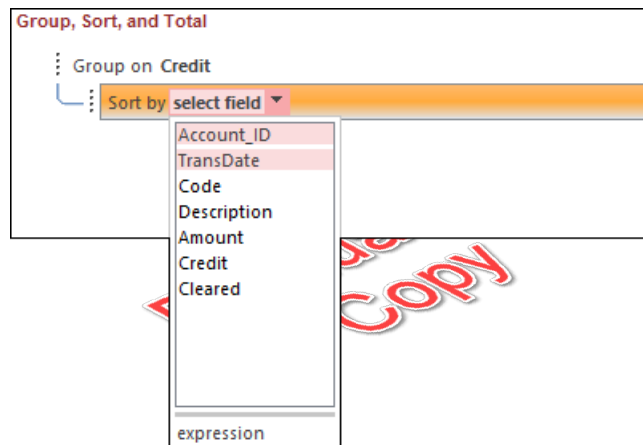 Group, Sort, and Total
Group on Credit
Sort by select field
Account_ID
TransDate
Code
Description
Amount
Credit
Cleared
Copy
expression